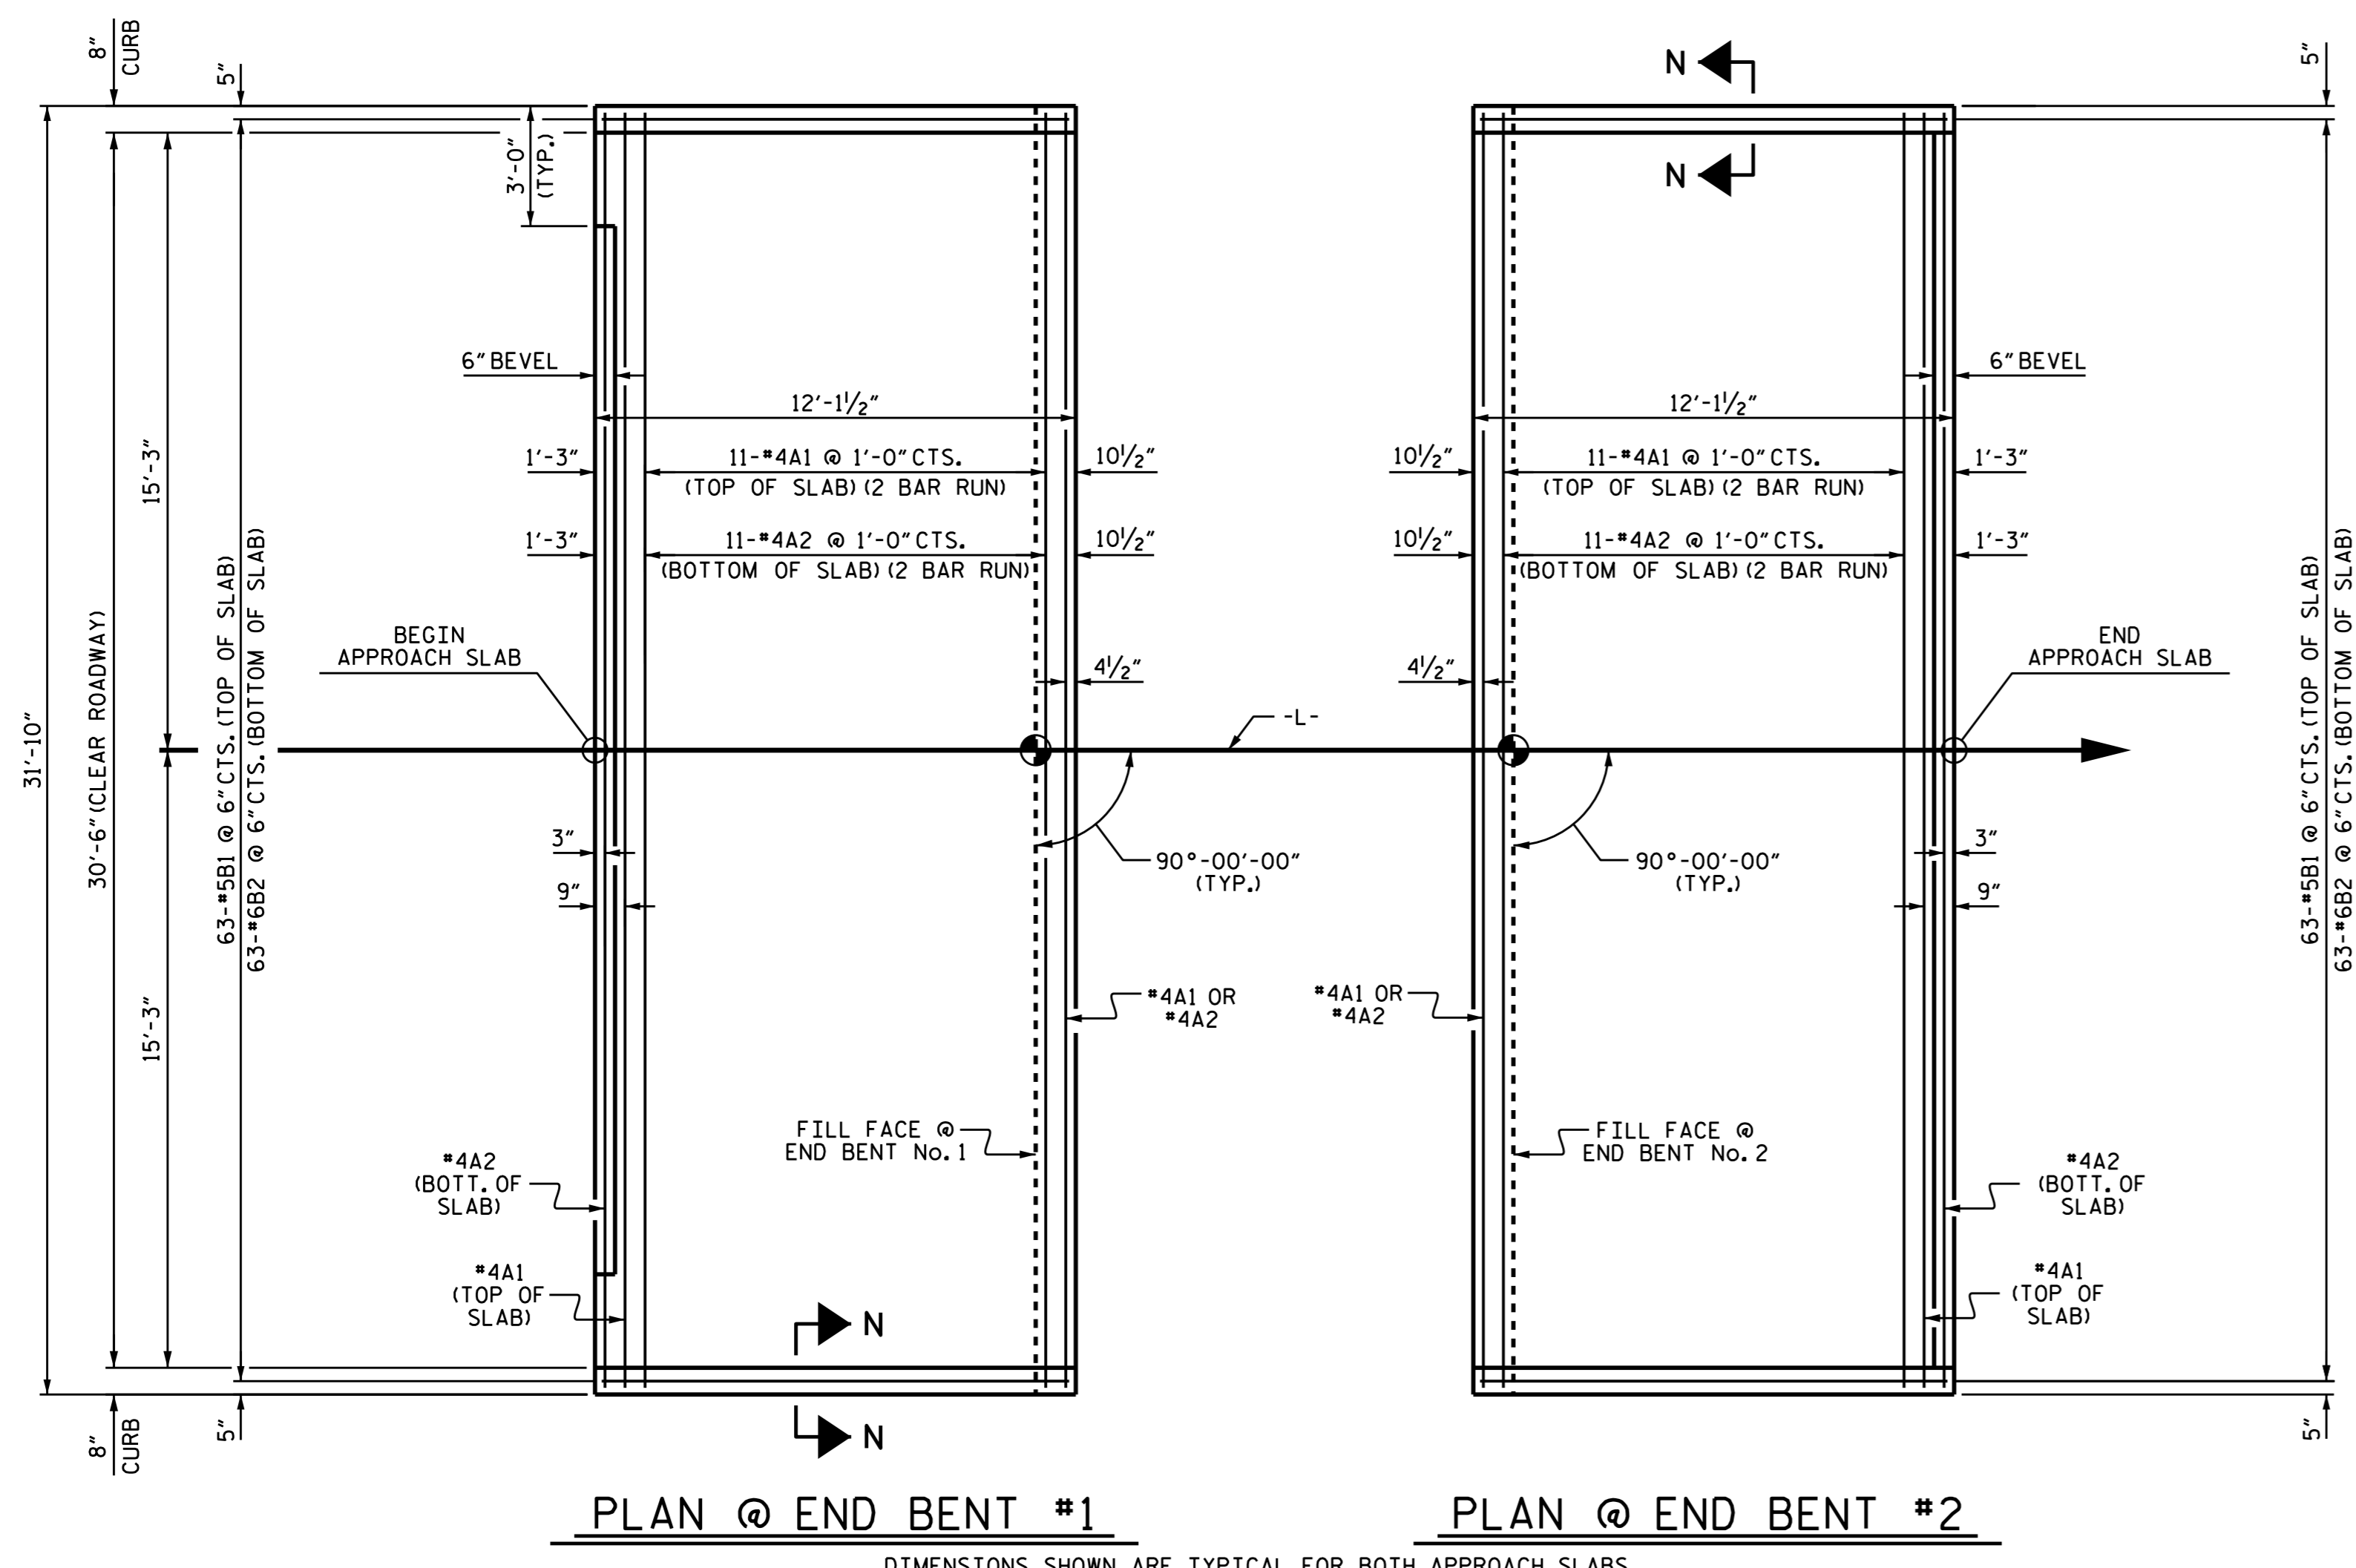 8" CURB
5"
N
5"
3'-0"
(TYP.)
N
6" BEVEL
6" BEVEL
12'-1½"
12'-1½"
1'-3"
11-#4A1 @ 1'-0" CTS.
(TOP OF SLAB) (2 BAR RUN)
10½"
10½"
11-#4A1 @ 1'-0" CTS.
(TOP OF SLAB) (2 BAR RUN)
1'-3"
1'-3"
11-#4A2 @ 1'-0" CTS.
(BOTTOM OF SLAB) (2 BAR RUN)
10½"
10½"
11-#4A2 @ 1'-0" CTS.
(BOTTOM OF SLAB) (2 BAR RUN)
1'-3"
31'-10"
30'-6" (CLEAR ROADWAY)
15'-3"
15'-3"
63-#5B1 @ 6" CTS. (TOP OF SLAB)
63-#6B2 @ 6" CTS. (BOTTOM OF SLAB)
BEGIN
APPROACH SLAB
4½"
4½"
-L-
END
APPROACH SLAB
63-#5B1 @ 6" CTS. (TOP OF SLAB)
63-#6B2 @ 6" CTS. (BOTTOM OF SLAB)
3"
90°-00'-00"
(TYP.)
90°-00'-00"
(TYP.)
3"
9"
9"
#4A1 OR
#4A2
#4A1 OR
#4A2
FILL FACE @
END BENT No. 1
FILL FACE @
END BENT No. 2
#4A2
(BOTT. OF
SLAB)
#4A2
(BOTT. OF
SLAB)
#4A1
(TOP OF
SLAB)
#4A1
(TOP OF
SLAB)
N
N
8" CURB
5"
5"
PLAN @ END BENT #1
PLAN @ END BENT #2
DIMENSIONS SHOWN ARE TYPICAL FOR BOTH APPROACH SLABS